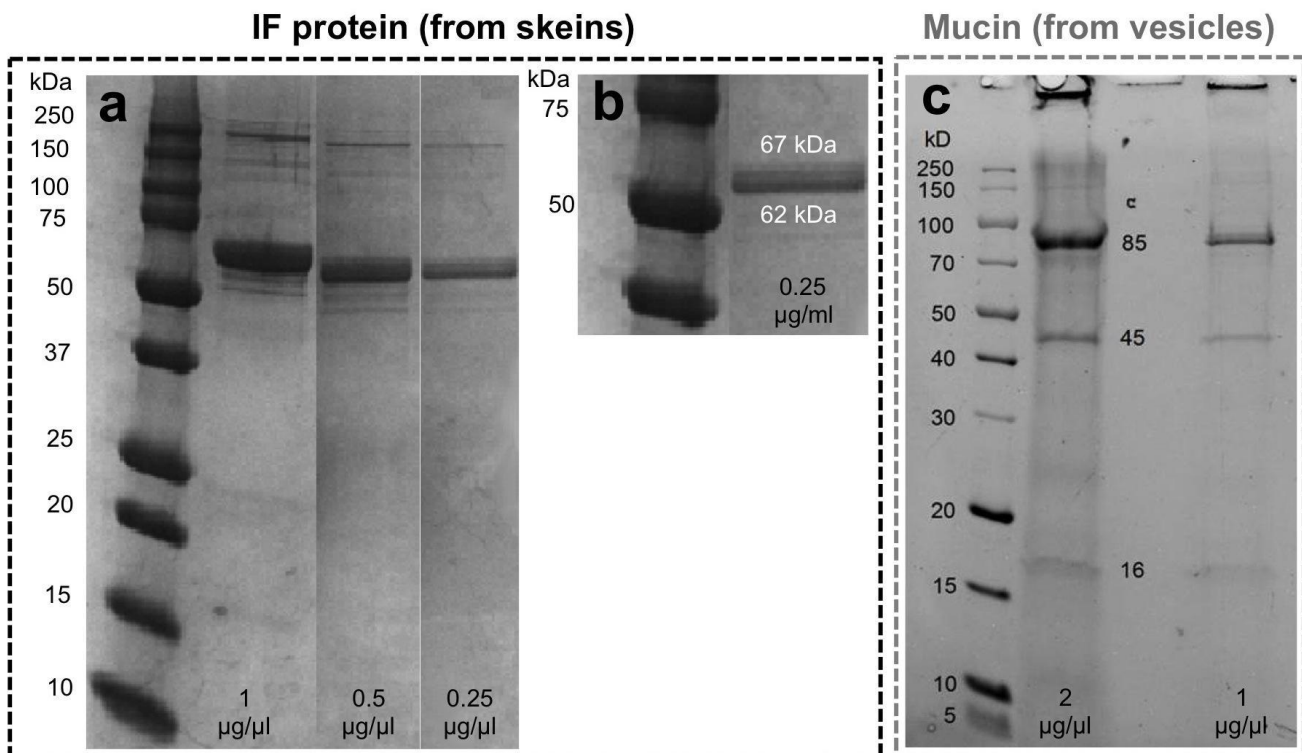 IF protein (from skeins)
Mucin (from vesicles)
a
kDa
250
150
100
75
50
37
25
20
15
10
1
µg/µl
0.5
µg/µl
0.25
µg/µl
b
kDa
75
50
67 kDa
62 kDa
0.25
µg/ml
c
kD
250
150
100
70
50
40
30
20
15
10
5
85
45
16
2
µg/µl
1
µg/µl